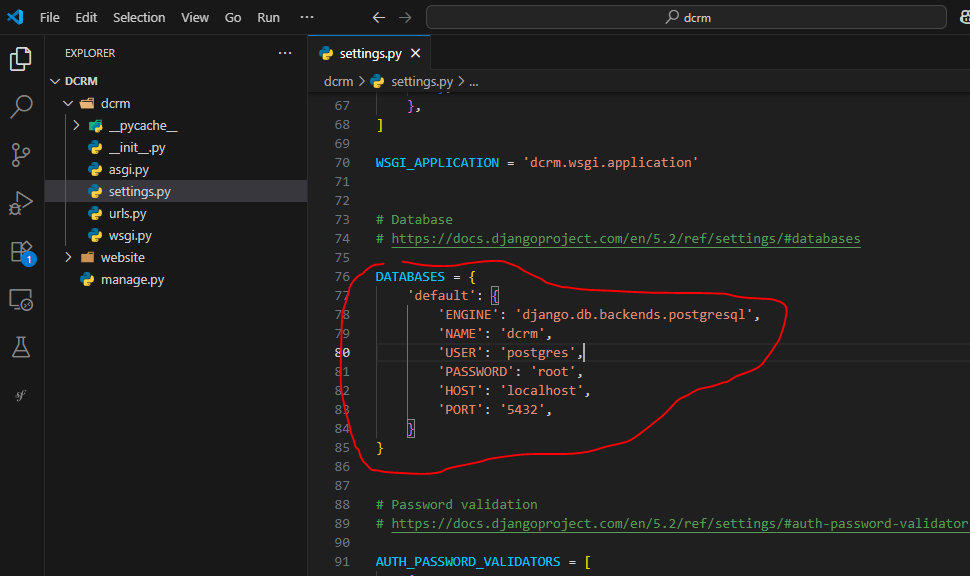 File Edit Selection View Go Run ···
dcrm
EXPLORER ···
settings.py
DCRM
dcrm > settings.py > ...
dcrm
__pycache__
__init__.py
asgi.py
settings.py
urls.py
wsgi.py
website
manage.py
1
67 },
68 ]
69
70 WSGI_APPLICATION = 'dcrm.wsgi.application'
71
72
73 # Database
74 # https://docs.djangoproject.com/en/5.2/ref/settings/#databases
75
76 DATABASES = {
77 'default': {
78 'ENGINE': 'django.db.backends.postgresql',
79 'NAME': 'dcrm',
80 'USER': 'postgres',
81 'PASSWORD': 'root',
82 'HOST': 'localhost',
83 'PORT': '5432',
84 }
85 }
86
87
88 # Password validation
89 # https://docs.djangoproject.com/en/5.2/ref/settings/#auth-password-validator
90
91 AUTH_PASSWORD_VALIDATORS = [